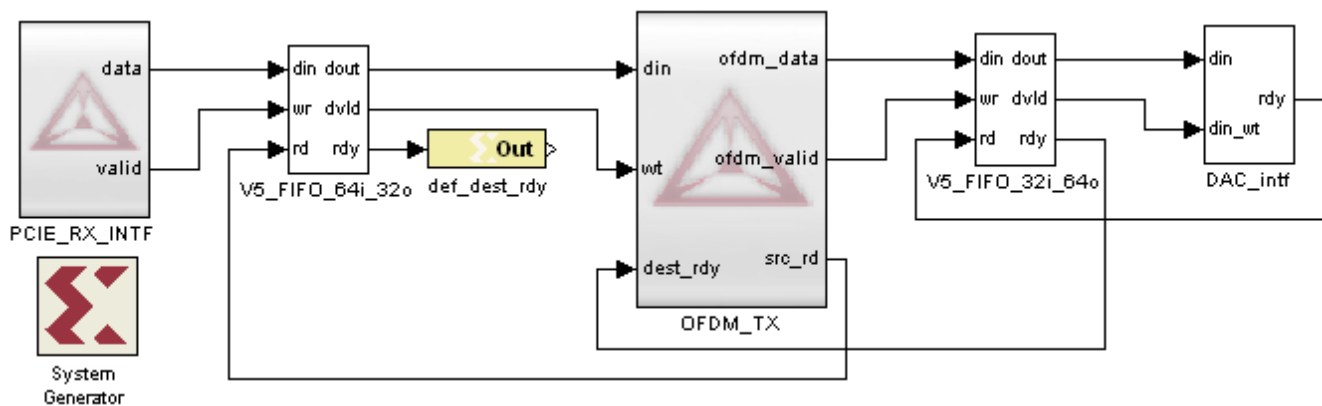 data
valid
PCIE_RX_INTF
System
Generator
din dout
wr dvld
rd rdy
V5_FIFO_64i_32o
Out
def_dest_rdy
din
wt
dest_rdy
ofdm_data
ofdm_valid
src_rd
OFDM_TX
din dout
wr dvld
rd rdy
V5_FIFO_32i_64o
din
rdy
din_wt
DAC_intf